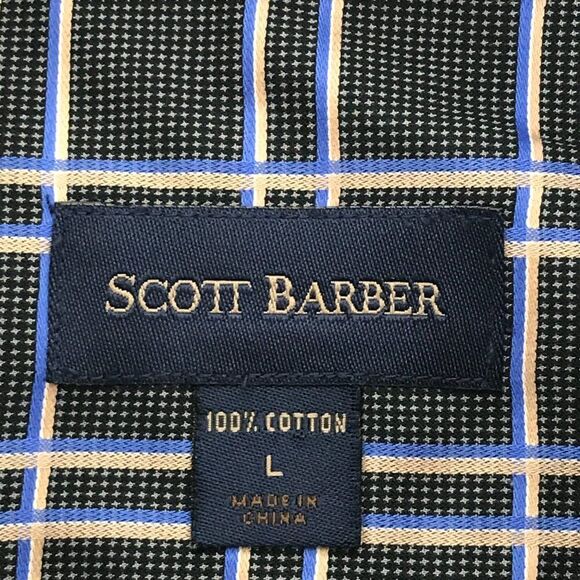 SCOTT BARBER
100% COTTON
L
MADE IN
CHINA